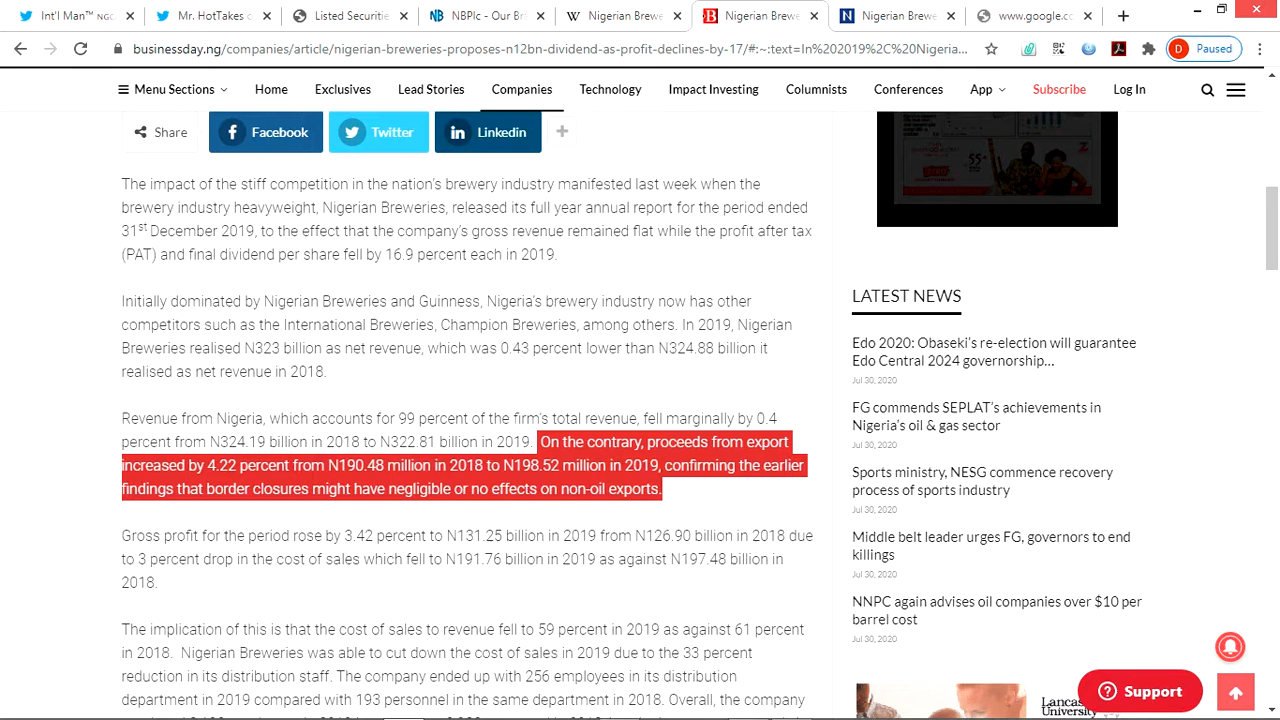 Int'l Man™ NGC
Mr. HotTakes
Listed Securitie
NBPlc - Our Br
Nigerian Brewe
Nigerian Brewe
Nigerian Brewe
www.google.co
businessday.ng/companies/article/nigerian-breweries-proposes-n12bn-dividend-as-profit-declines-by-17/#:~:text=In%202019%2C%20Nigeria...
D Paused
Menu Sections Home Exclusives Lead Stories Companies Technology Impact Investing Columnists Conferences App Subscribe Log In
Share Facebook Twitter Linkedin
The impact of the stiff competition in the nation's brewery industry manifested last week when the
brewery industry heavyweight, Nigerian Breweries, released its full year annual report for the period ended
31st December 2019, to the effect that the company's gross revenue remained flat while the profit after tax
(PAT) and final dividend per share fell by 16.9 percent each in 2019.
Initially dominated by Nigerian Breweries and Guinness, Nigeria's brewery industry now has other
competitors such as the International Breweries, Champion Breweries, among others. In 2019, Nigerian
Breweries realised N323 billion as net revenue, which was 0.43 percent lower than N324.88 billion it
realised as net revenue in 2018.
Revenue from Nigeria, which accounts for 99 percent of the firm's total revenue, fell marginally by 0.4
percent from N324.19 billion in 2018 to N322.81 billion in 2019. On the contrary, proceeds from export
increased by 4.22 percent from N190.48 million in 2018 to N198.52 million in 2019, confirming the earlier
findings that border closures might have negligible or no effects on non-oil exports.
Gross profit for the period rose by 3.42 percent to N131.25 billion in 2019 from N126.90 billion in 2018 due
to 3 percent drop in the cost of sales which fell to N191.76 billion in 2019 as against N197.48 billion in
2018.
The implication of this is that the cost of sales to revenue fell to 59 percent in 2019 as against 61 percent
in 2018. Nigerian Breweries was able to cut down the cost of sales in 2019 due to the 33 percent
reduction in its distribution staff. The company ended up with 256 employees in its distribution
department in 2019 compared with 193 personnel in the same department in 2018. Overall, the company
55
LATEST NEWS
Edo 2020: Obaseki's re-election will guarantee
Edo Central 2024 governorship...
Jul 30, 2020
FG commends SEPLAT's achievements in
Nigeria's oil & gas sector
Jul 30, 2020
Sports ministry, NESG commence recovery
process of sports industry
Jul 30, 2020
Middle belt leader urges FG, governors to end
killings
Jul 30, 2020
NNPC again advises oil companies over $10 per
barrel cost
Jul 30, 2020
Lancaster
University
Support